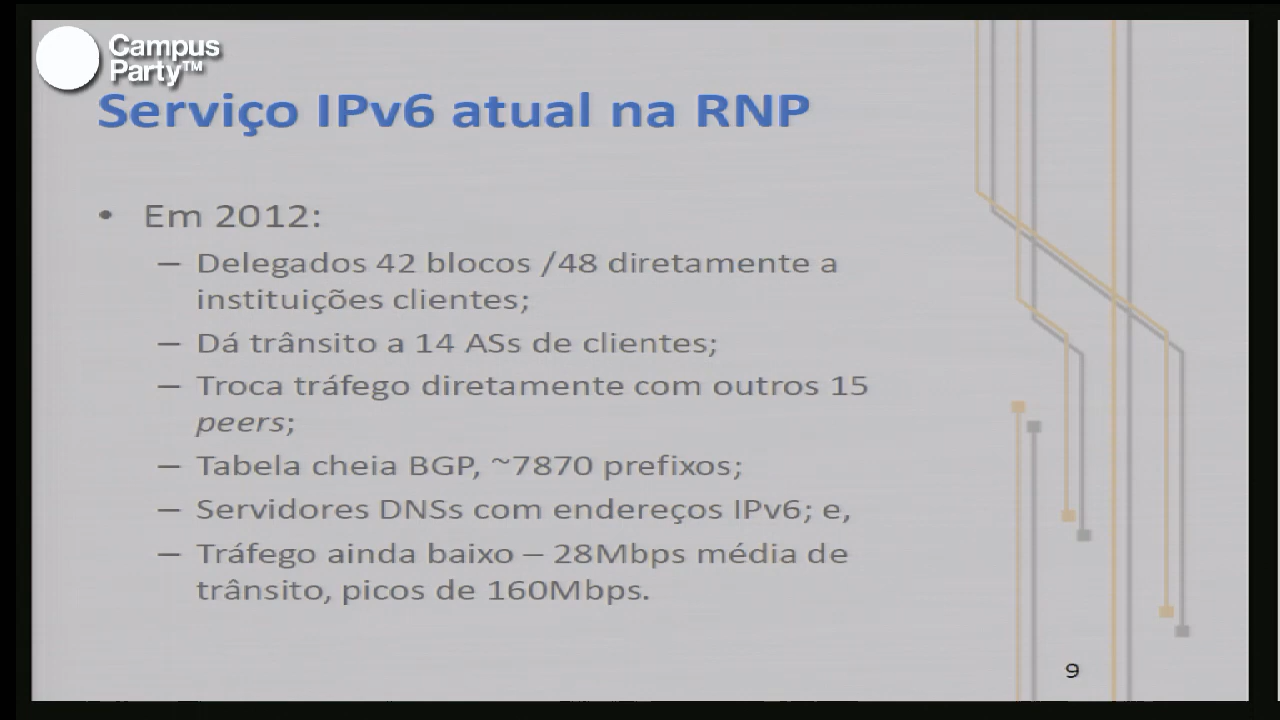 Campus
Party™
Serviço IPv6 atual na RNP
• Em 2012:
– Delegados 42 blocos /48 diretamente a
instituições clientes;
– Dá trânsito a 14 ASs de clientes;
– Troca tráfego diretamente com outros 15
peers;
– Tabela cheia BGP, ~7870 prefixos;
– Servidores DNSs com endereços IPv6; e,
– Tráfego ainda baixo – 28Mbps média de
trânsito, picos de 160Mbps.
9